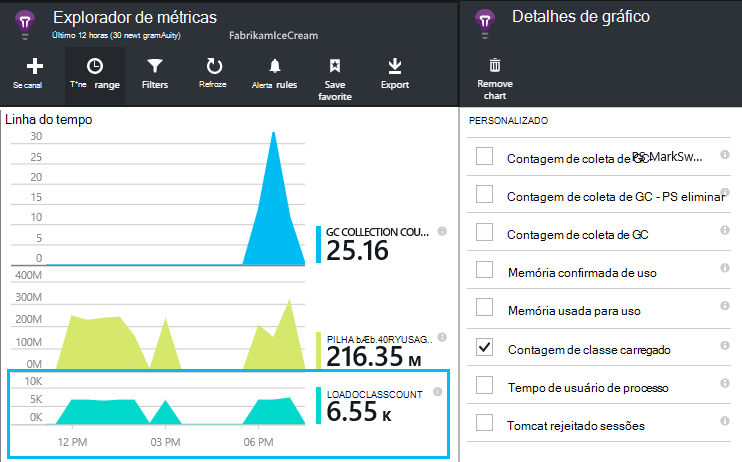 Explorador de métricas
Último 12 horas (30 newt gramAuity)
FabrikamIceCream
Se canal
T*ne range
Filters
Refroze
Alerta rules
Save favorite
Export
Linha do tempo
30
25
20
15
10
5
0
GC COLLECTION COU...
25.16
400M
300M
200M
100M
0M
PILHA bÆb.40RYUSAG..
216.35 M
10K
5K
0K
LOADOCLASSCOUNT
6.55 K
12 PM
03 PM
06 PM
Detalhes de gráfico
Remove
chart
PERSONALIZADO
Contagem de coleta de GC- PS MarkSw...
Contagem de coleta de GC - PS eliminar
Contagem de coleta de GC
Memória confirmada de uso
Memória usada para uso
Contagem de classe carregado
Tempo de usuário de processo
Tomcat rejeitado sessões